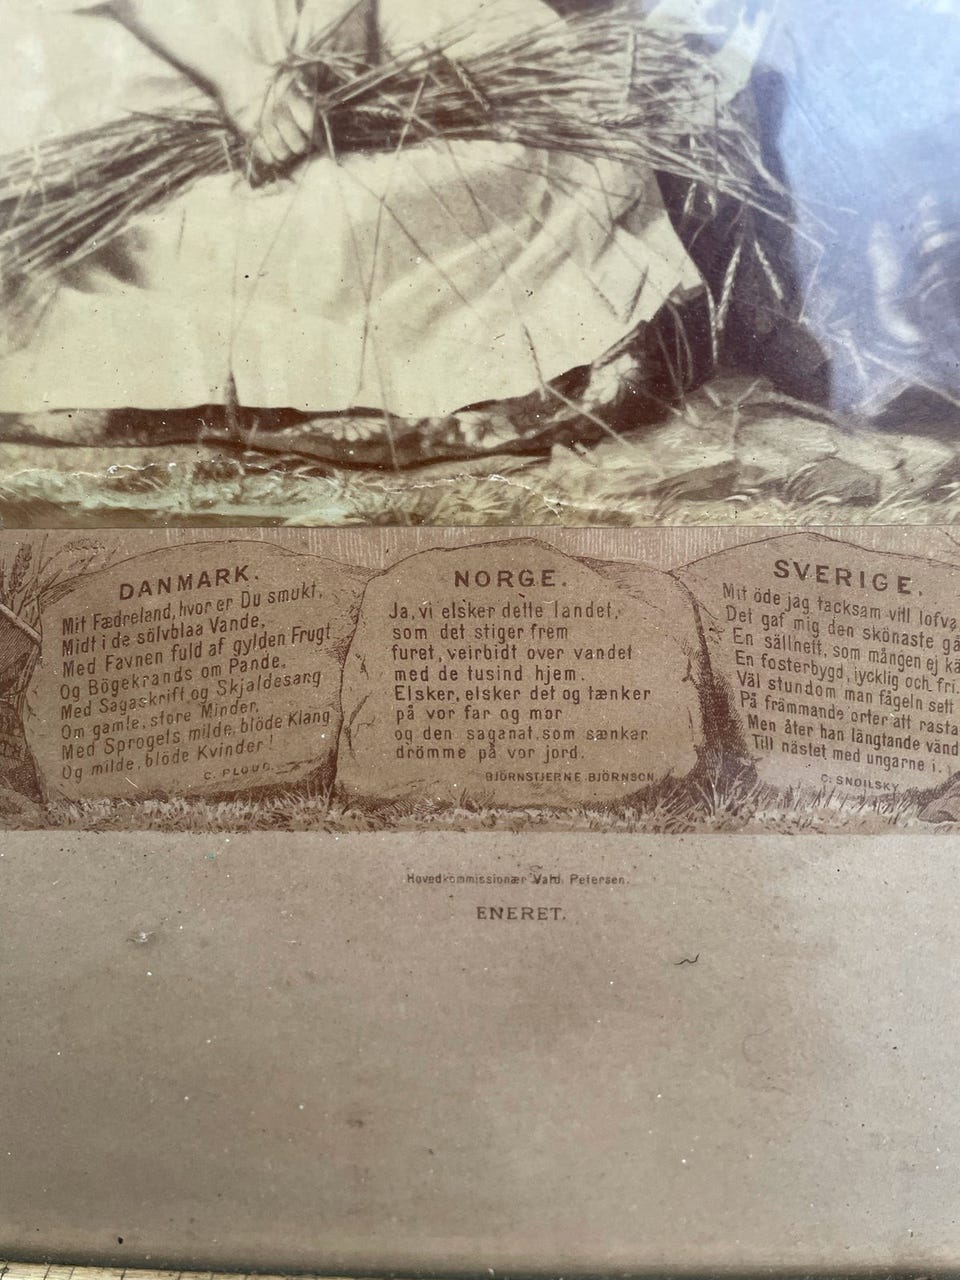 DANMARK.
Mit Fædreland, hvor er Du smukt,
Midt i de sölvblaa Vande,
Med Favnen fuld af gylden Frugt
Og Bögekrands om Pande.
Med Sagaskrift og Skjaldesang
Om gamle, store Minder,
Med Sprogets milde, blöde Klang
Og milde, blöde Kvinder!
C. PLOUG.
NORGE.
Ja, vi elsker dette landet,
som det stiger frem
furet, veirbidt over vandet
med de tusind hjem.
Elsker, elsker det og tænker
på vor far og mor
og den saganat, som sænkar
drömme på vor jord.
BJÖRNSTJERNE BJÖRNSON.
SVERIGE.
Mit öde jag tacksam vill lofva
Det gaf mig den skönaste
En sällhett, som mången ej
En fosterbygd, lycklig och fri.
Väl stundom man fågeln sett
På främmande orter att rasta
Men åter han längtande
Till nästet med ungarne i.
C. SNOILSKY.
Hovedkommissionær Vald. Petersen.
ENERET.